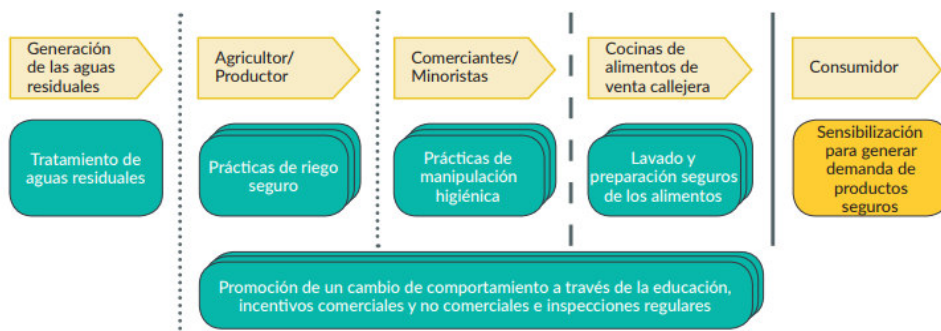 Generación
de las aguas
residuales
Agricultor/
Productor
Comerciantes/
Minoristas
Cocinas de
alimentos de
venta callejera
Consumidor
Tratamiento de
aguas residuales
Prácticas de riego
seguro
Prácticas de
manipulación
higiénica
Lavado y
preparación seguros
de los alimentos
Sensibilización
para generar
demanda de
productos
seguros
Promoción de un cambio de comportamiento a través de la educación,
incentivos comerciales y no comerciales e inspecciones regulares